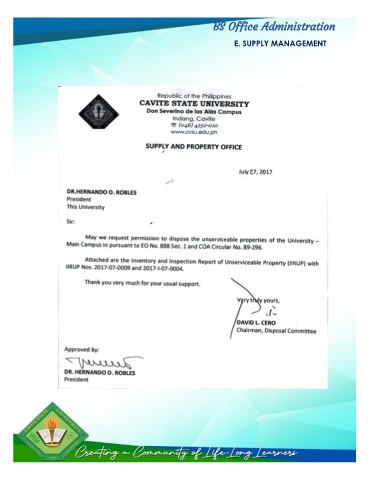 BS Office Administration
E. SUPPLY MANAGEMENT
Republic of the Philippines
CAVITE STATE UNIVERSITY
Don Severino de las Alas Campus
Indang, Cavite
☎ (046) 4150-010
www.cvsu.edu.ph
SUPPLY AND PROPERTY OFFICE
July 27, 2017
DR.HERNANDO D. ROBLES
President
This University
Sir:
May we request permission to dispose the unserviceable properties of the University –
Main Campus in pursuant to EO No. 888 Sec. 1 and COA Circular No. 89-296.
Attached are the Inventory and Inspection Report of Unserviceable Property (IIRUP) with
IIRUP Nos. 2017-07-0009 and 2017-I-07-0004.
Thank you very much for your usual support.
Very truly yours,
DAVID L. CERO
Chairman, Disposal Committee
Approved By:
DR. HERNANDO D. ROBLES
President
Creating a Community of Life-Long Learners